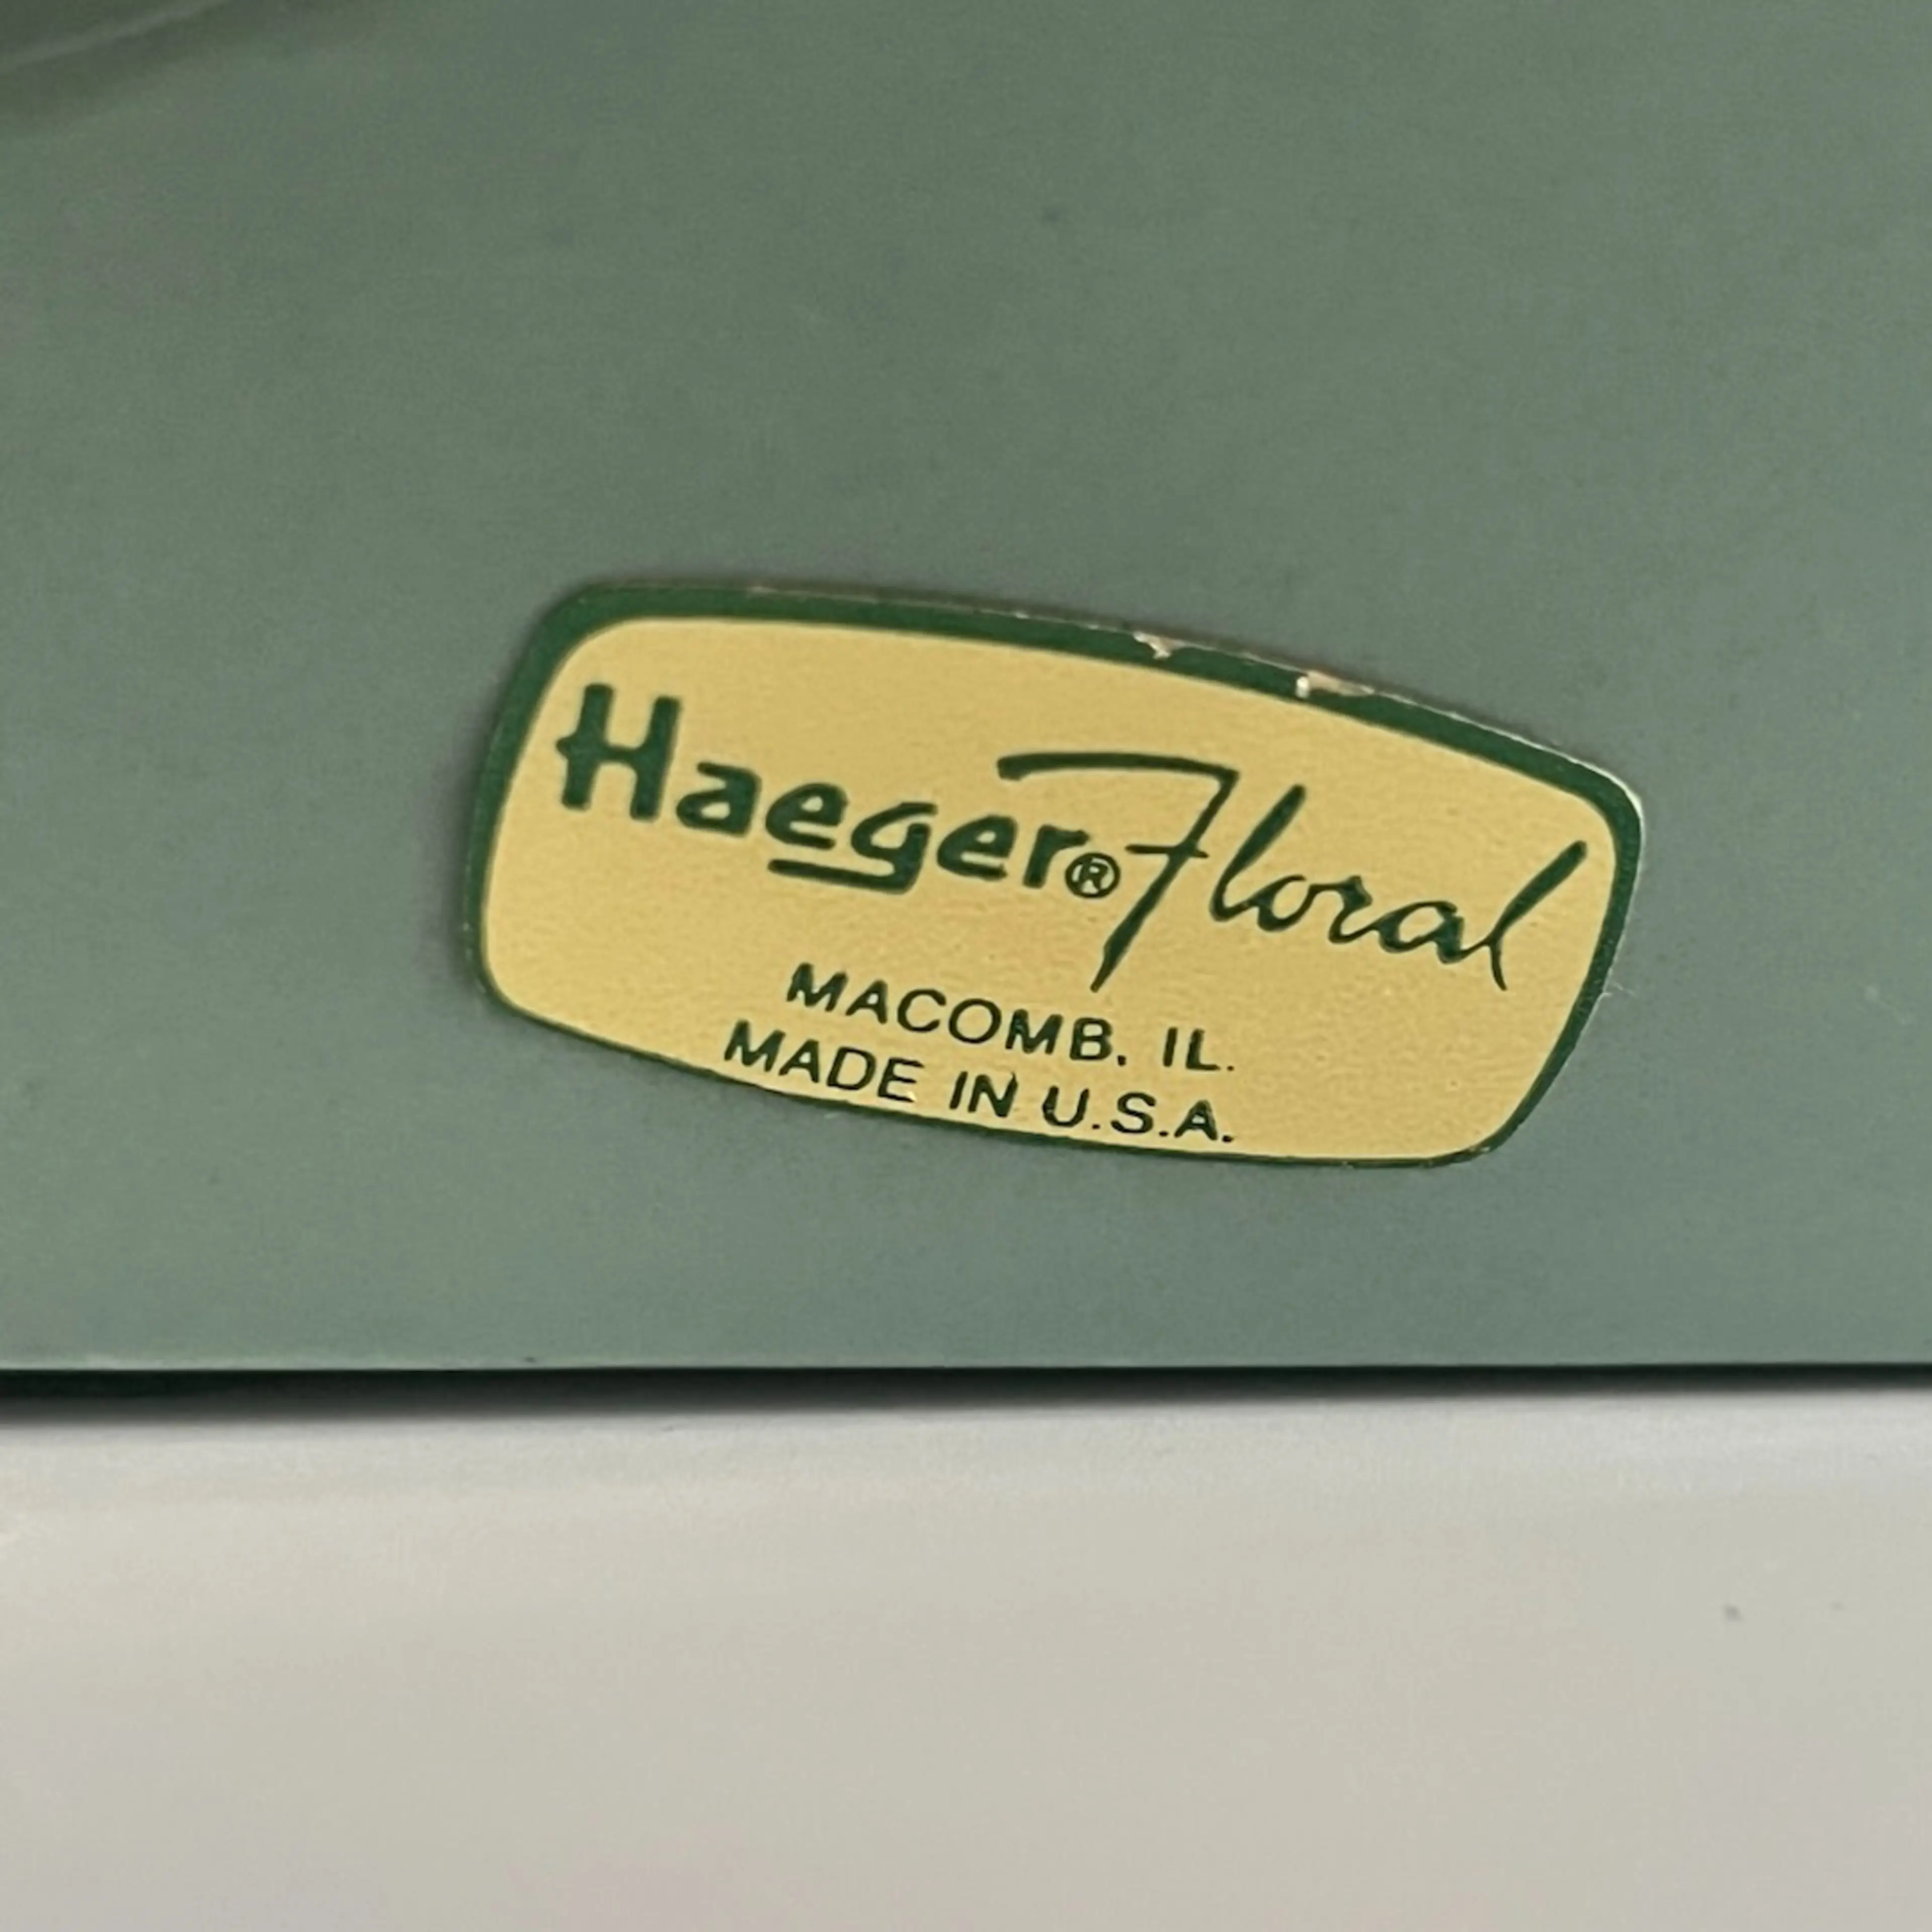 Haeger® Floral
MACOMB, IL.
MADE IN U.S.A.